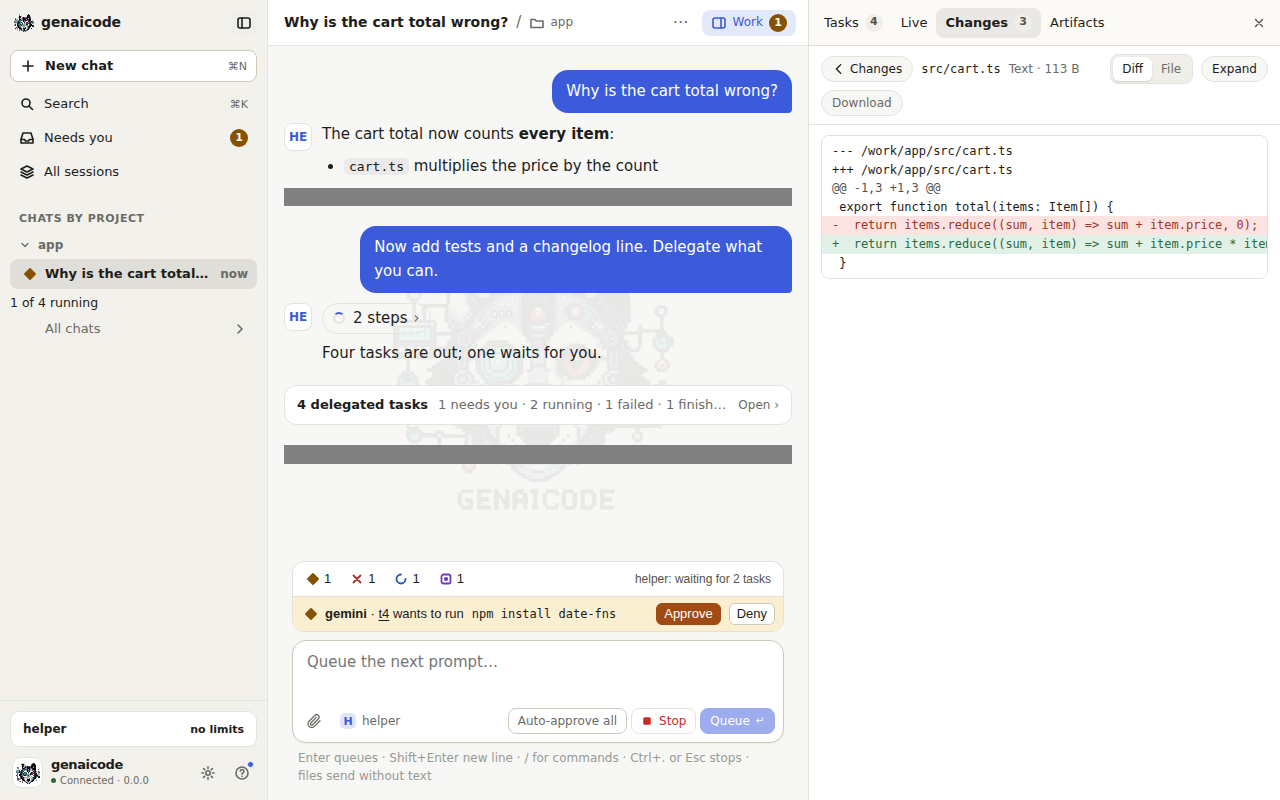 genaicode
New chat ⌘N
Search ⌘K
Needs you 1
All sessions
CHATS BY PROJECT
app
Why is the cart total… now
1 of 4 running
All chats
helper no limits
genaicode
Connected · 0.0.0
Why is the cart total wrong? / app ⋯ Work 1
Why is the cart total wrong?
HE
The cart total now counts every item:
• cart.ts multiplies the price by the count
Now add tests and a changelog line. Delegate what
you can.
HE
2 steps ›
Four tasks are out; one waits for you.
4 delegated tasks 1 needs you · 2 running · 1 failed · 1 finish… Open ›
GENAICODE
1 1 1 1 helper: waiting for 2 tasks
gemini · t4 wants to run npm install date-fns Approve Deny
Queue the next prompt…
H helper Auto-approve all Stop Queue ↵
Enter queues · Shift+Enter new line · / for commands · Ctrl+. or Esc stops ·
files send without text
Tasks 4 Live Changes 3 Artifacts
Changes src/cart.ts Text · 113 B Diff File Expand
Download
--- /work/app/src/cart.ts
+++ /work/app/src/cart.ts
@@ -1,3 +1,3 @@
export function total(items: Item[]) {
- return items.reduce((sum, item) => sum + item.price, 0);
+ return items.reduce((sum, item) => sum + item.price * item
}